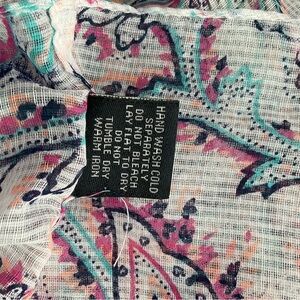 HAND WASH COLD
SEPARATELY
DO NOT BLEACH
LAY FLAT TO DRY
DO NOT
TUMBLE DRY
WARM IRON